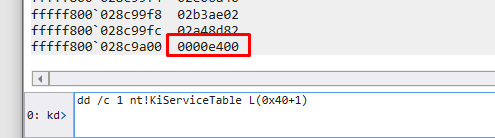 fffff800`028c99f8  02b3ae02
fffff800`028c99fc  02a48d82
fffff800`028c9a00  0000e400
0: kd> dd /c 1 nt!KiServiceTable L(0x40+1)